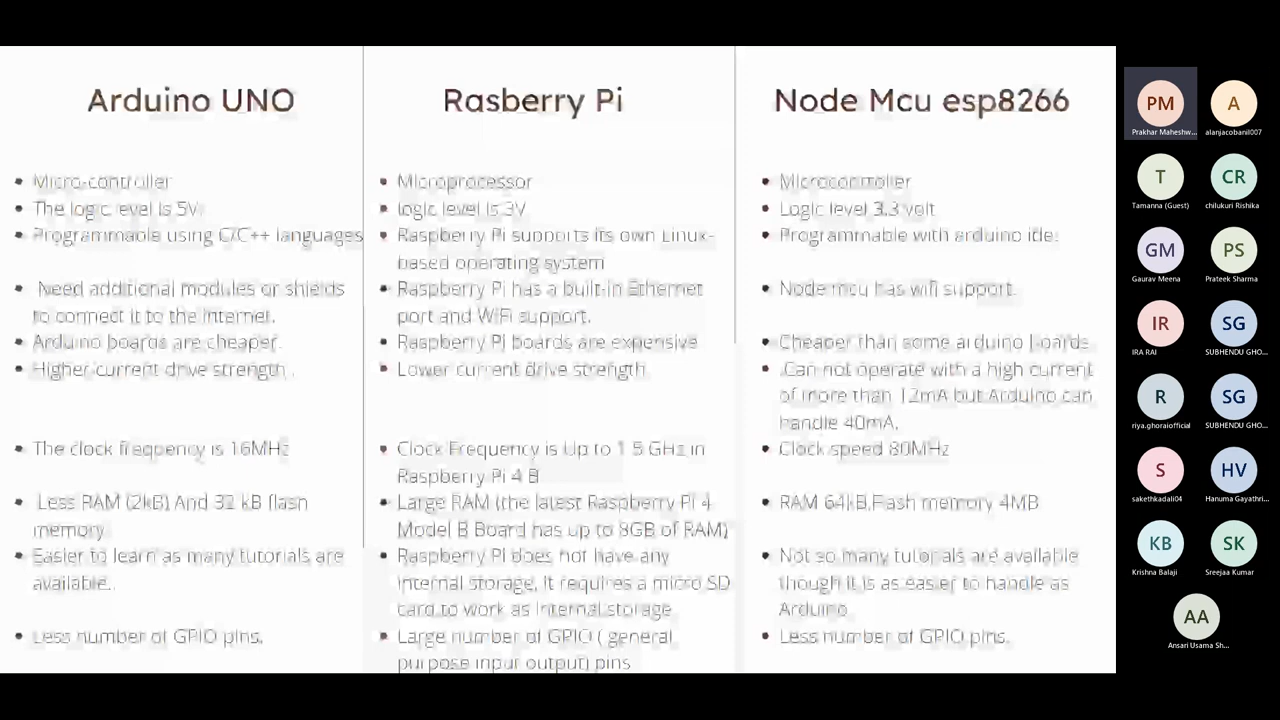 Arduino UNO
Micro-controller
The logic level is 5V.
Programmable using C/C++ languages
Need additional modules or shields
to connect it to the internet.
Arduino boards are cheaper.
Higher current drive strength .
The clock frequency is 16MHz
Less RAM (2kB) And 32 kB flash
memory
Easier to learn as many tutorials are
available..
Less number of GPIO pins.
Rasberry Pi
Microprocessor
logic level is 3V
Raspberry Pi supports its own Linux-
based operating system
Raspberry Pi has a built-in Ethernet
port and WiFi support.
Raspberry Pi boards are expensive
Lower current drive strength
Clock Frequency is Up to 1.5 GHz in
Raspberry Pi 4 B
Large RAM (the latest Raspberry Pi 4
Model B Board has up to 8GB of RAM)
Raspberry Pi does not have any
internal storage, it requires a micro SD
card to work as internal storage
Large number of GPIO ( general
purpose input output) pins
Node Mcu esp8266
Microcontroller
Logic level 3.3 volt
Programmable with arduino ide.
Node mcu has wifi support.
Cheaper than some arduino boards.
.Can not operate with a high current
of more than 12mA but Arduino can
handle 40mA.
Clock speed 80MHz
RAM 64kB,Flash memory 4MB
Not so many tutorials are available
though it is as easier to handle as
Arduino.
Less number of GPIO pins.
PM A
Prakhar Maheshw... alanjacobanil007
T CR
Tamanna (Guest) chilukuri Rishika
GM PS
Gaurav Meena Prateek Sharma
IR SG
IRA RAI SUBHENDU GHO...
R SG
riya.ghoraiofficial SUBHENDU GHO...
S HV
sakethkadali04 Hanuma Gayathri...
KB SK
Krishna Balaji Sreejaa Kumar
AA
Ansari Usama Sh...